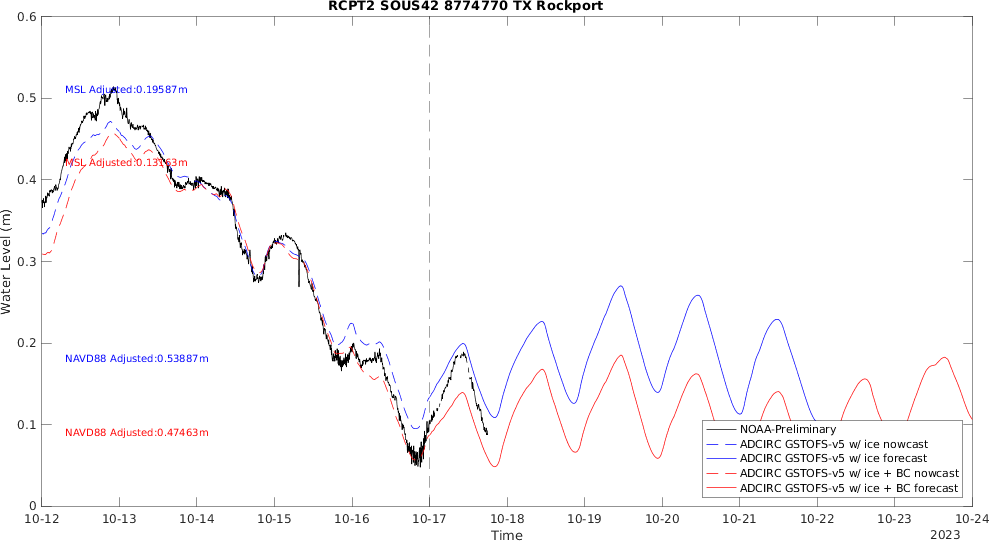 RCPT2 SOUS42 8774770 TX Rockport
0.6
0.5
0.4
0.3
0.2
0.1
0
Water Level (m)
MSL Adjusted:0.19587m
MSL Adjusted:0.13163m
NAVD88 Adjusted:0.53887m
NAVD88 Adjusted:0.47463m
NOAA-Preliminary
ADCIRC GSTOFS-v5 w/ ice nowcast
ADCIRC GSTOFS-v5 w/ ice forecast
ADCIRC GSTOFS-v5 w/ ice + BC nowcast
ADCIRC GSTOFS-v5 w/ ice + BC forecast
10-12 10-13 10-14 10-15 10-16 10-17 10-18 10-19 10-20 10-21 10-22 10-23 10-24
Time
2023